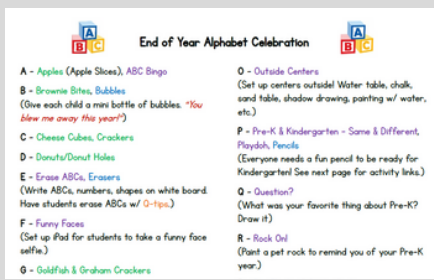 End of Year Alphabet Celebration
A - Apples (Apple Slices), ABC Bingo
B - Brownie Bites, Bubbles
(Give each child a mini bottle of bubbles. "You
blew me away this year!")
C - Cheese Cubes, Crackers
D - Donuts/Donut Holes
E - Erase ABCs, Erasers
(Write ABCs, numbers, shapes on white board.
Have students erase ABCs w/ Q-tips.)
F - Funny Faces
(Set up iPad for students to take a funny face
selfie.)
G - Goldfish & Graham Crackers
O - Outside Centers
(Set up centers outside! Water table, chalk,
sand table, shadow drawing, painting w/ water,
etc.)
P - Pre-K & Kindergarten - Same & Different,
Playdoh, Pencils
(Everyone needs a fun pencil to be ready for
Kindergarten! See next page for activity links.)
Q - Question?
(What was your favorite thing about Pre-K?
Draw it)
R - Rock On!
(Paint a pet rock to remind you of your Pre-K
year.)
A
B C
A
B C